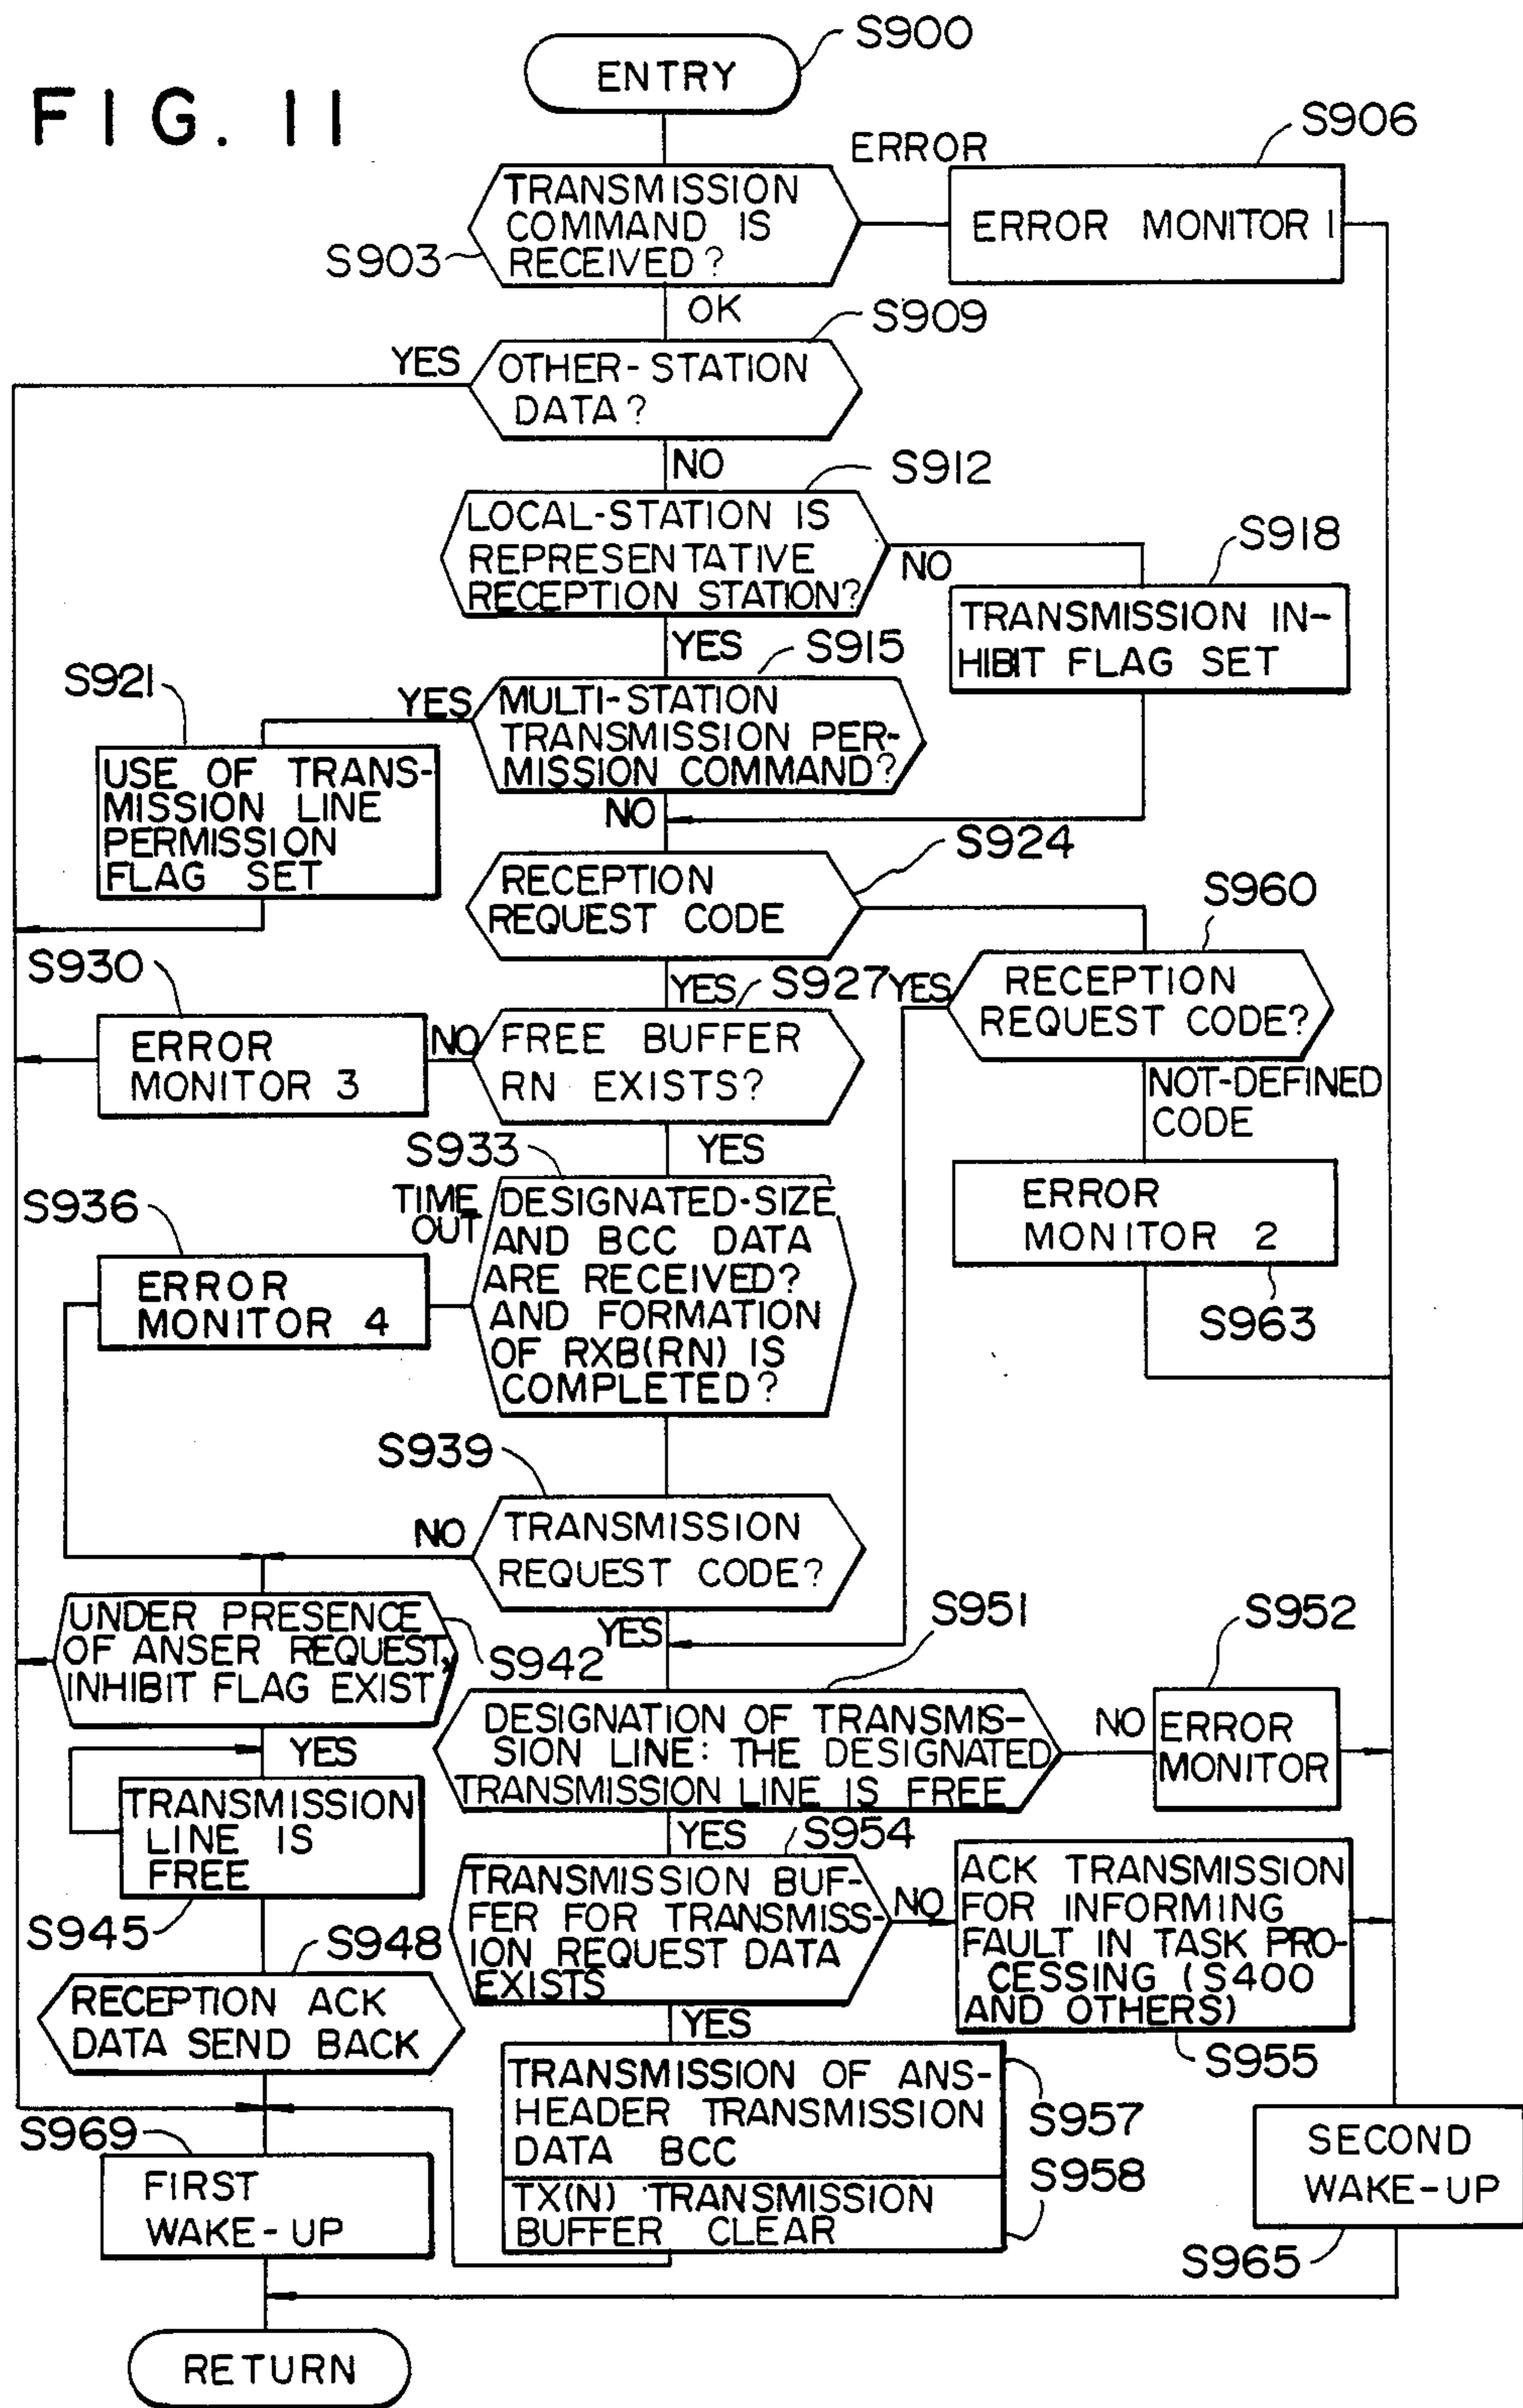 FIG. 11
S900
ENTRY
S906
ERROR
TRANSMISSION
COMMAND IS
RECEIVED?
S903
ERROR MONITOR 1
OK
S909
YES
OTHER-STATION
DATA?
NO
S912
LOCAL-STATION IS
REPRESENTATIVE
RECEPTION STATION?
NO
S918
TRANSMISSION IN-
HIBIT FLAG SET
YES
S915
S921
YES
MULTI-STATION
TRANSMISSION PER-
MISSION COMMAND?
USE OF TRANS-
MISSION LINE
PERMISSION
FLAG SET
NO
S924
RECEPTION
REQUEST CODE
S960
S930
YES
S927
YES
RECEPTION
REQUEST CODE?
ERROR
MONITOR 3
NO
FREE BUFFER
RN EXISTS?
NOT-DEFINED
CODE
S933
YES
S936
TIME
OUT
DESIGNATED-SIZE
AND BCC DATA
ARE RECEIVED?
AND FORMATION
OF RXB(RN) IS
COMPLETED?
ERROR
MONITOR 4
ERROR
MONITOR 2
S963
S939
NO
TRANSMISSION
REQUEST CODE?
YES
S951
S952
UNDER PRESENCE
OF ANSER REQUEST,
INHIBIT FLAG EXIST
S942
DESIGNATION OF TRANSMIS-
SION LINE: THE DESIGNATED
TRANSMISSION LINE IS FREE
NO
ERROR
MONITOR
YES
TRANSMISSION
LINE IS
FREE
S945
YES
S954
TRANSMISSION BUF-
FER FOR TRANSMISS-
ION REQUEST DATA
EXISTS
NO
ACK TRANSMISSION
FOR INFORMING
FAULT IN TASK PRO-
CESSING (S400
AND OTHERS)
S955
S948
RECEPTION ACK
DATA SEND BACK
YES
TRANSMISSION OF ANS-
HEADER TRANSMISSION
DATA BCC
S957
S969
FIRST
WAKE-UP
TX(N) TRANSMISSION
BUFFER CLEAR
S958
SECOND
WAKE-UP
S965
RETURN